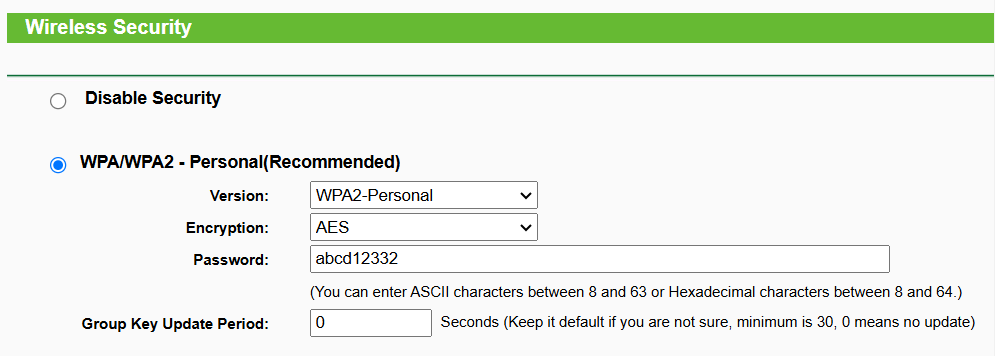 Wireless Security
Disable Security
WPA/WPA2 - Personal(Recommended)
Version: WPA2-Personal
Encryption: AES
Password: abcd12332
(You can enter ASCII characters between 8 and 63 or Hexadecimal characters between 8 and 64.)
Group Key Update Period: 0 Seconds (Keep it default if you are not sure, minimum is 30, 0 means no update)